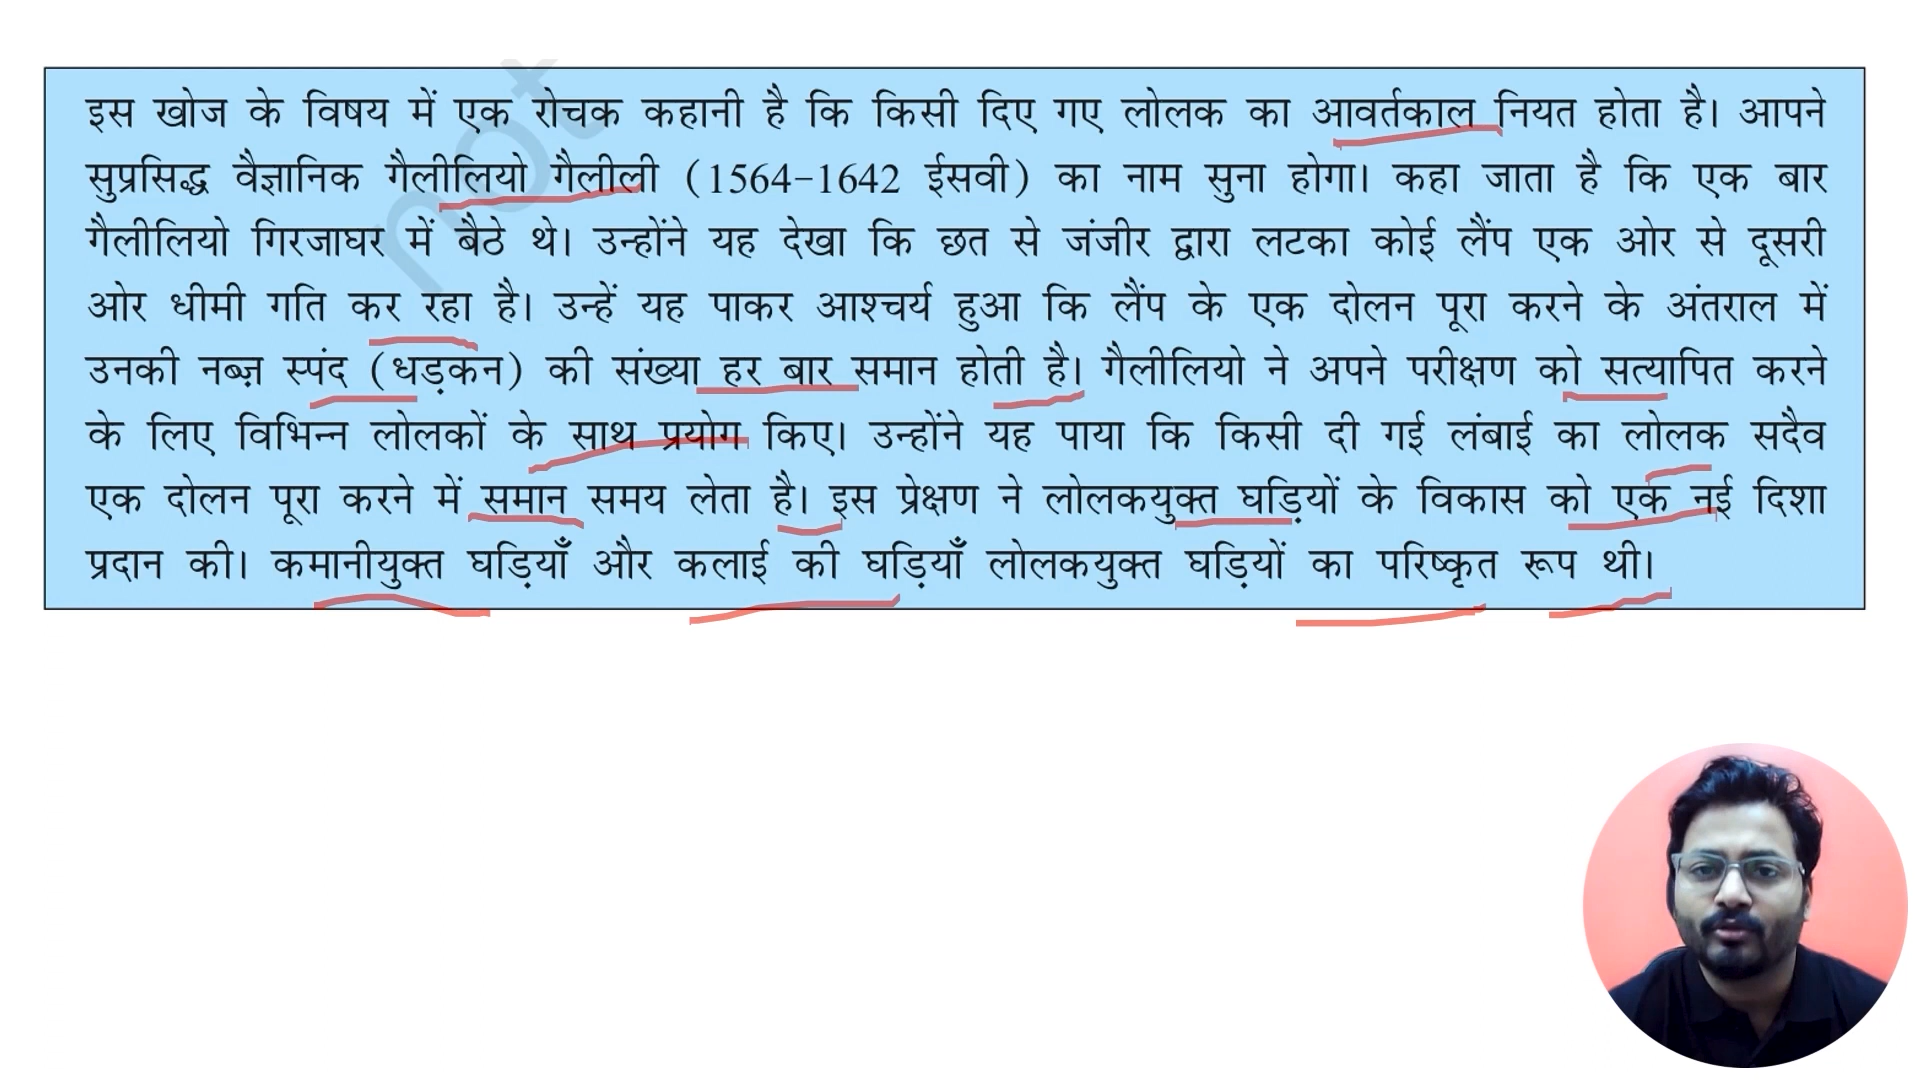 इस खोज के विषय में एक रोचक कहानी है कि किसी दिए गए लोलक का आवर्तकाल नियत होता है। आपने
सुप्रसिद्ध वैज्ञानिक गैलीलियो गैलीली (1564-1642 ईसवी) का नाम सुना होगा। कहा जाता है कि एक बार
गैलीलियो गिरजाघर में बैठे थे। उन्होंने यह देखा कि छत से जंजीर द्वारा लटका कोई लैंप एक ओर से दूसरी
ओर धीमी गति कर रहा है। उन्हें यह पाकर आश्चर्य हुआ कि लैंप के एक दोलन पूरा करने के अंतराल में
उनकी नब्ज़ स्पंद (धड़कन) की संख्या हर बार समान होती है। गैलीलियो ने अपने परीक्षण को सत्यापित करने
के लिए विभिन्न लोलकों के साथ प्रयोग किए। उन्होंने यह पाया कि किसी दी गई लंबाई का लोलक सदैव
एक दोलन पूरा करने में समान समय लेता है। इस प्रेक्षण ने लोलकयुक्त घड़ियों के विकास को एक नई दिशा
प्रदान की। कमानीयुक्त घड़ियाँ और कलाई की घड़ियाँ लोलकयुक्त घड़ियों का परिष्कृत रूप थी।
not